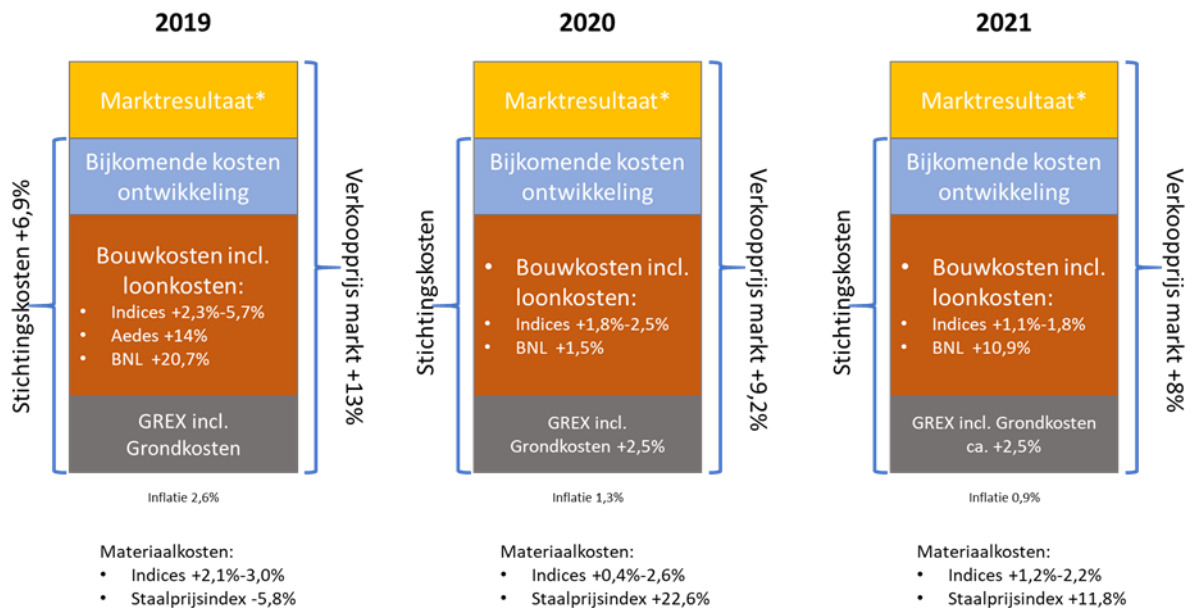 2019
Marktresultaat*
Bijkomende kosten
ontwikkeling
Bouwkosten incl.
loonkosten:
• Indices +2,3%-5,7%
• Aedes +14%
• BNL +20,7%
GREX incl.
Grondkosten
Stichtingskosten +6,9%
Verkoopprijs markt +13%
Inflatie 2,6%
Materiaalkosten:
• Indices +2,1%-3,0%
• Staalprijsindex -5,8%
2020
Marktresultaat*
Bijkomende kosten
ontwikkeling
• Bouwkosten incl.
loonkosten:
• Indices +1,8%-2,5%
• BNL +1,5%
GREX incl.
Grondkosten +2,5%
Stichtingskosten
Verkoopprijs markt +9,2%
Inflatie 1,3%
Materiaalkosten:
• Indices +0,4%-2,6%
• Staalprijsindex +22,6%
2021
Marktresultaat*
Bijkomende kosten
ontwikkeling
• Bouwkosten incl.
loonkosten:
• Indices +1,1%-1,8%
• BNL +10,9%
GREX incl. Grondkosten
ca. +2,5%
Stichtingskosten
Verkoopprijs markt +8%
Inflatie 0,9%
Materiaalkosten:
• Indices +1,2%-2,2%
• Staalprijsindex +11,8%